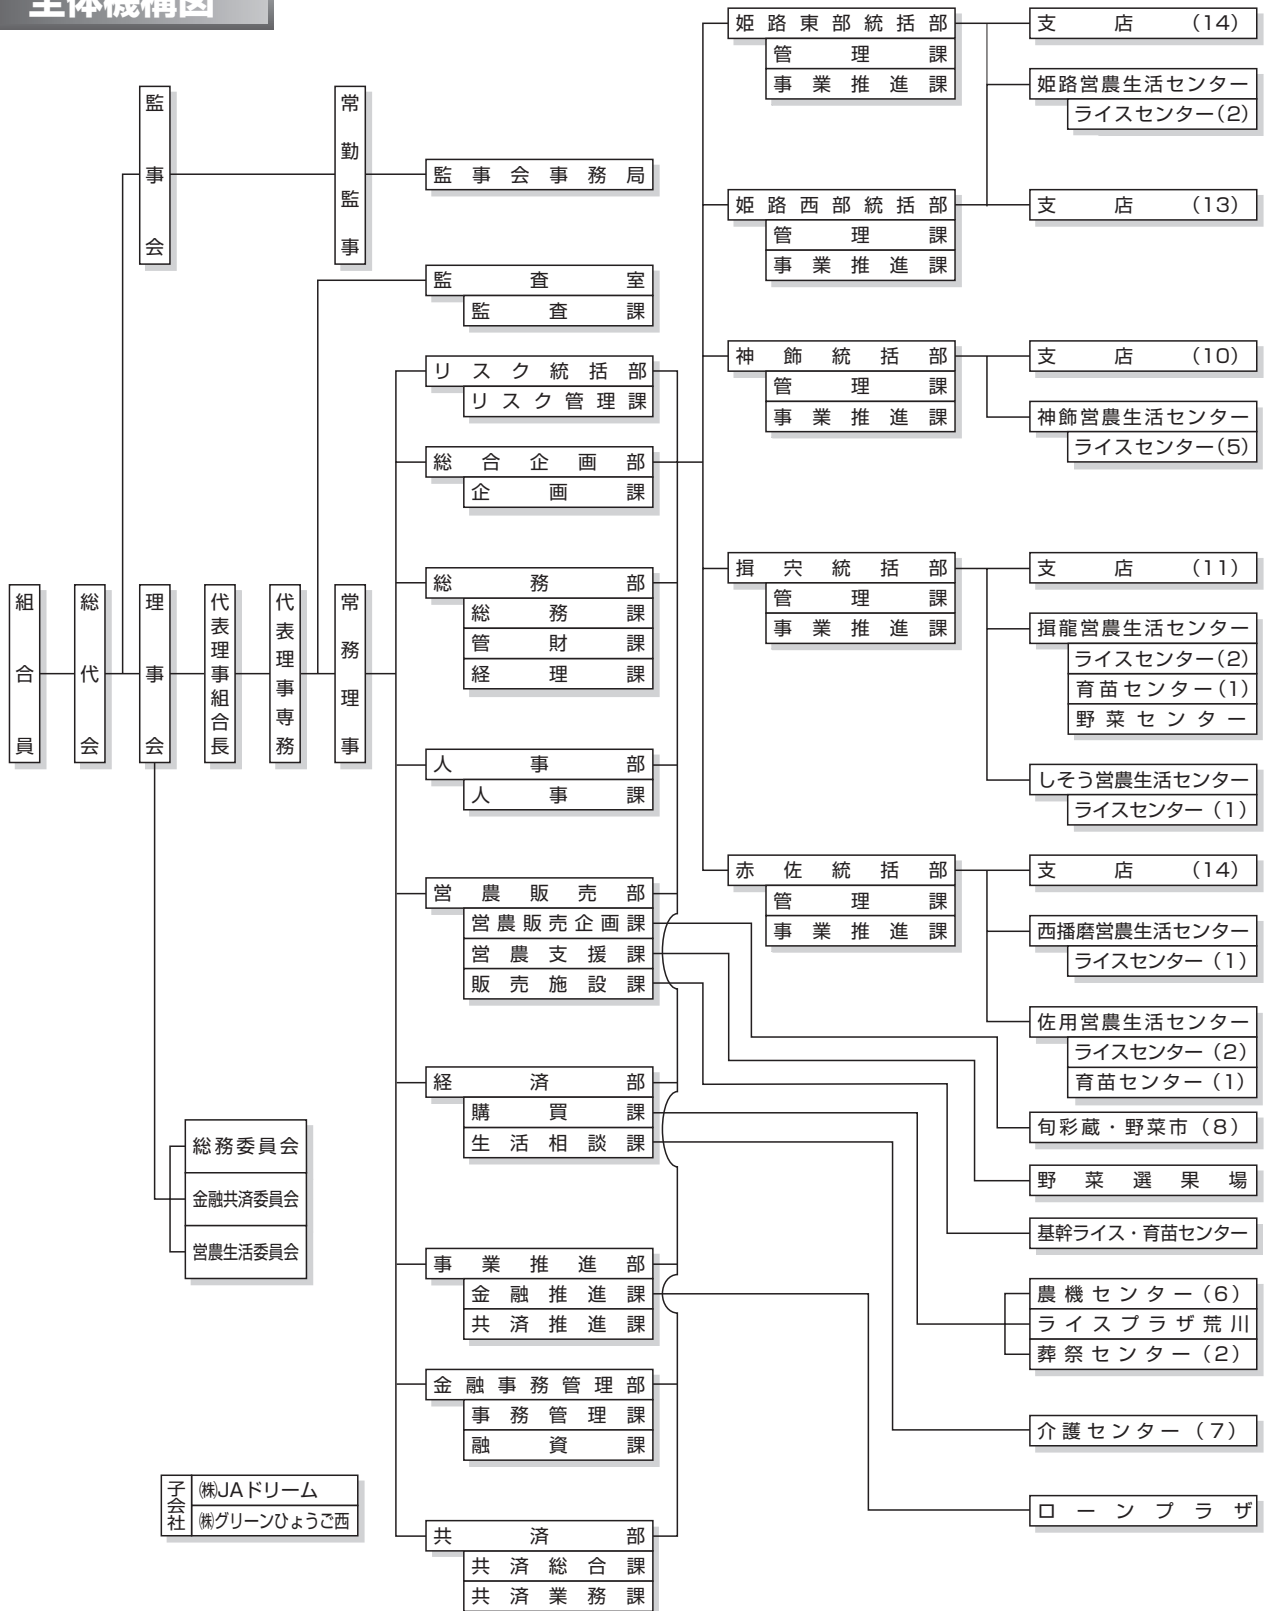 全体機構図
組合員
総代会
監事会
常勤監事
監事会事務局
理事会
代表理事組合長
代表理事専務
常務理事
総務委員会
金融共済委員会
営農生活委員会
子会社
㈱JAドリーム
㈱グリーンひょうご西
監査室
監査課
リスク統括部
リスク管理課
総合企画部
企画課
総務部
総務課
管財課
経理課
人事部
人事課
営農販売部
営農販売企画課
営農支援課
販売施設課
経済部
購買課
生活相談課
事業推進部
金融推進課
共済推進課
金融事務管理部
事務管理課
融資課
共済部
共済総合課
共済業務課
姫路東部統括部
管理課
事業推進課
姫路西部統括部
管理課
事業推進課
神飾統括部
管理課
事業推進課
揖宍統括部
管理課
事業推進課
赤佐統括部
管理課
事業推進課
支店(14)
姫路営農生活センター
ライスセンター(2)
支店(13)
支店(10)
神飾営農生活センター
ライスセンター(5)
支店(11)
揖龍営農生活センター
ライスセンター(2)
育苗センター(1)
野菜センター
しそう営農生活センター
ライスセンター(1)
支店(14)
西播磨営農生活センター
ライスセンター(1)
佐用営農生活センター
ライスセンター(2)
育苗センター(1)
旬彩蔵・野菜市(8)
野菜選果場
基幹ライス・育苗センター
農機センター(6)
ライスプラザ荒川
葬祭センター(2)
介護センター(7)
ローンプラザ